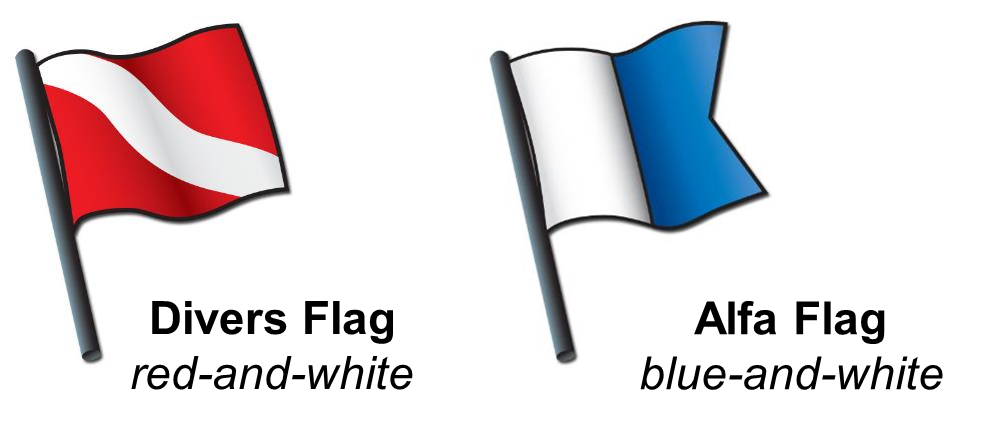 Divers Flag
red-and-white
Alfa Flag
blue-and-white